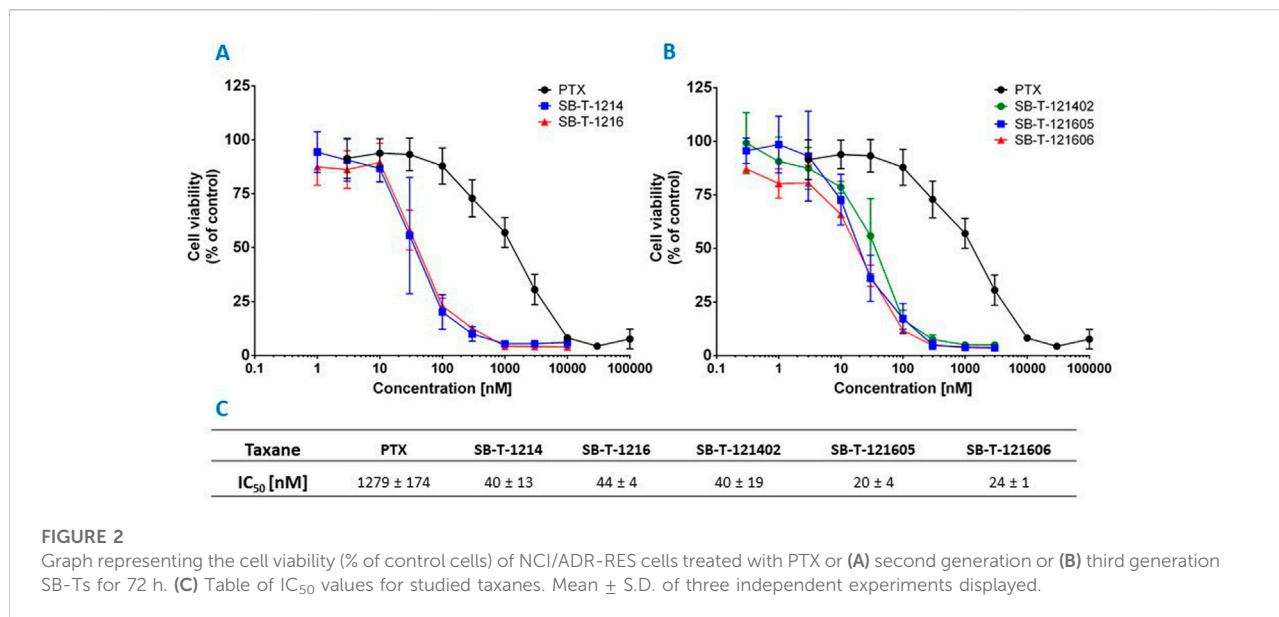 A
125
100
75
50
25
0
Cell viability
(% of control)
PTX
SB-T-1214
SB-T-1216
0.1 1 10 100 1000 10000 100000
Concentration [nM]
B
125
100
75
50
25
0
Cell viability
(% of control)
PTX
SB-T-121402
SB-T-121605
SB-T-121606
0.1 1 10 100 1000 10000 100000
Concentration [nM]
C
Taxane PTX SB-T-1214 SB-T-1216 SB-T-121402 SB-T-121605 SB-T-121606
IC50 [nM] 1279 ± 174 40 ± 13 44 ± 4 40 ± 19 20 ± 4 24 ± 1
FIGURE 2
Graph representing the cell viability (% of control cells) of NCI/ADR-RES cells treated with PTX or (A) second generation or (B) third generation
SB-Ts for 72 h. (C) Table of IC50 values for studied taxanes. Mean ± S.D. of three independent experiments displayed.